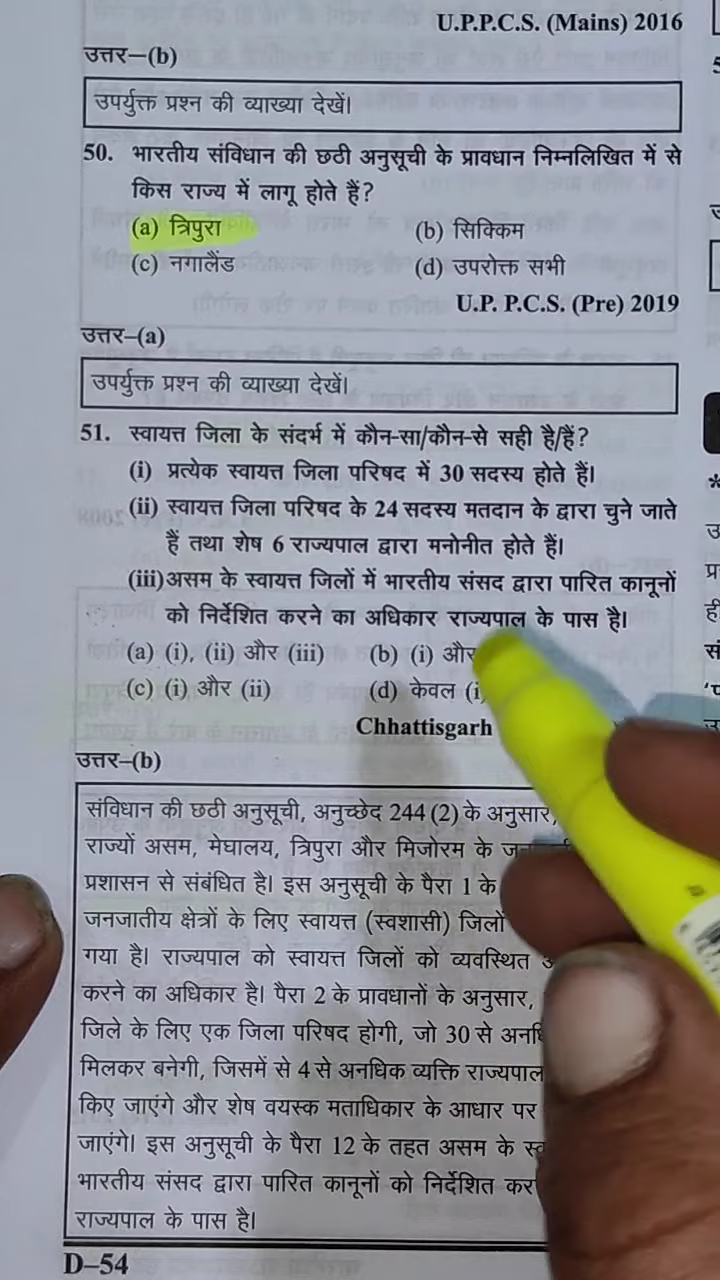 U.P.P.C.S. (Mains) 2016
उत्तर–(b)
उपर्युक्त प्रश्न की व्याख्या देखें।
50. भारतीय संविधान की छठी अनुसूची के प्रावधान निम्नलिखित में से
किस राज्य में लागू होते हैं?
(a) त्रिपुरा (b) सिक्किम
(c) नगालैंड (d) उपरोक्त सभी
U.P. P.C.S. (Pre) 2019
उत्तर–(a)
उपर्युक्त प्रश्न की व्याख्या देखें।
51. स्वायत्त जिला के संदर्भ में कौन-सा/कौन-से सही है/हैं?
(i) प्रत्येक स्वायत्त जिला परिषद में 30 सदस्य होते हैं।
(ii) स्वायत्त जिला परिषद के 24 सदस्य मतदान के द्वारा चुने जाते
हैं तथा शेष 6 राज्यपाल द्वारा मनोनीत होते हैं।
(iii) असम के स्वायत्त जिलों में भारतीय संसद द्वारा पारित कानूनों
को निर्देशित करने का अधिकार राज्यपाल के पास है।
(a) (i), (ii) और (iii) (b) (i) और
(c) (i) और (ii) (d) केवल (i
Chhattisgarh
उत्तर–(b)
संविधान की छठी अनुसूची, अनुच्छेद 244 (2) के अनुसार,
राज्यों असम, मेघालय, त्रिपुरा और मिजोरम के
प्रशासन से संबंधित है। इस अनुसूची के पैरा 1 के
जनजातीय क्षेत्रों के लिए स्वायत्त (स्वशासी) जिलों
गया है। राज्यपाल को स्वायत्त जिलों को व्यवस्थित
करने का अधिकार है। पैरा 2 के प्रावधानों के अनुसार,
जिले के लिए एक जिला परिषद होगी, जो 30 से
मिलकर बनेगी, जिसमें से 4 से अनधिक व्यक्ति राज्यपाल
किए जाएंगे और शेष वयस्क मताधिकार के आधार पर
जाएंगे। इस अनुसूची के पैरा 12 के तहत असम के
भारतीय संसद द्वारा पारित कानूनों को निर्देशित
राज्यपाल के पास है।
D–54